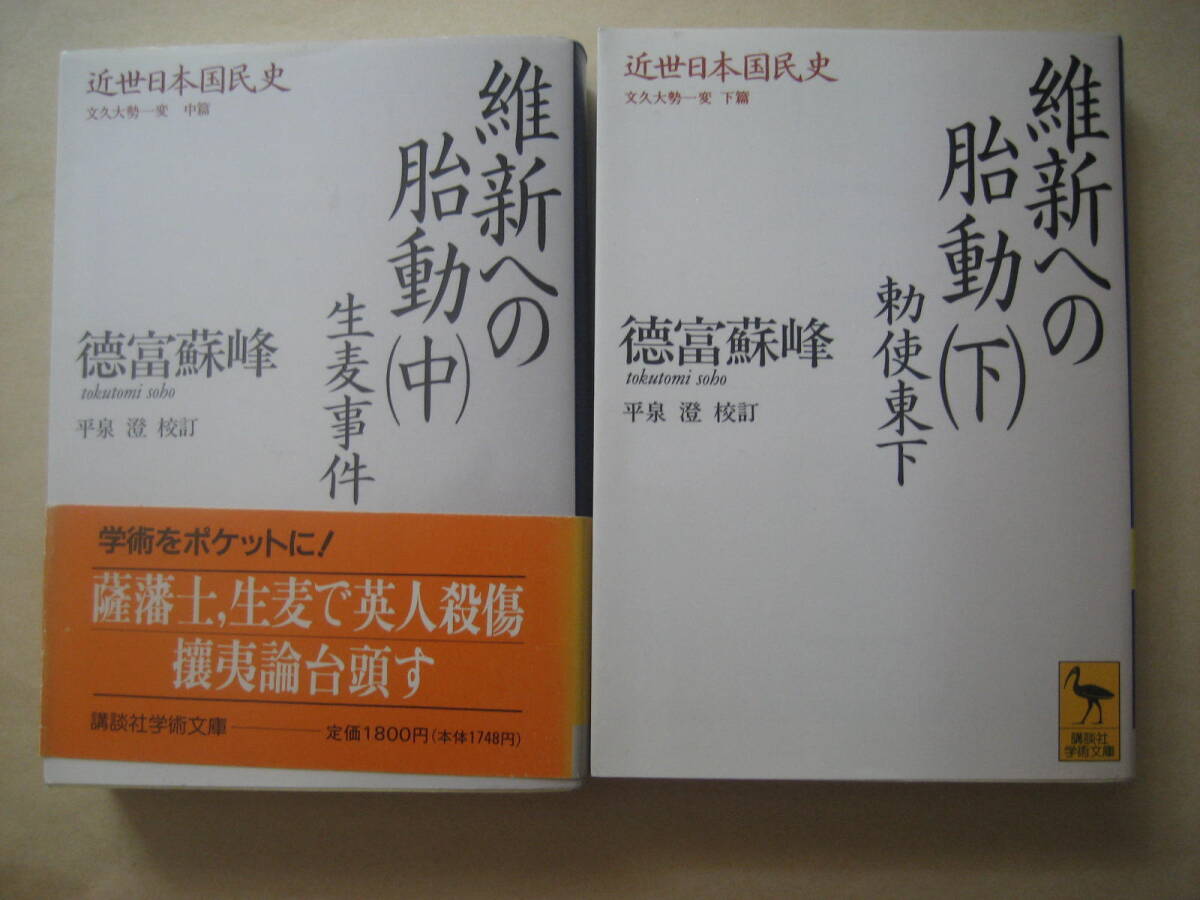 近世日本国民史
文久大勢一変 中篇
維新への
胎動(中)
生麦事件
德富蘇峰
tokutomi soho
平泉 澄 校訂
学術をポケットに!
薩藩士,生麦で英人殺傷
攘夷論台頭す
講談社学術文庫
定価1800円(本体1748円)
近世日本国民史
文久大勢一変 下篇
維新への
胎動(下)
勅使東下
德富蘇峰
tokutomi soho
平泉 澄 校訂
講談社
学術文庫